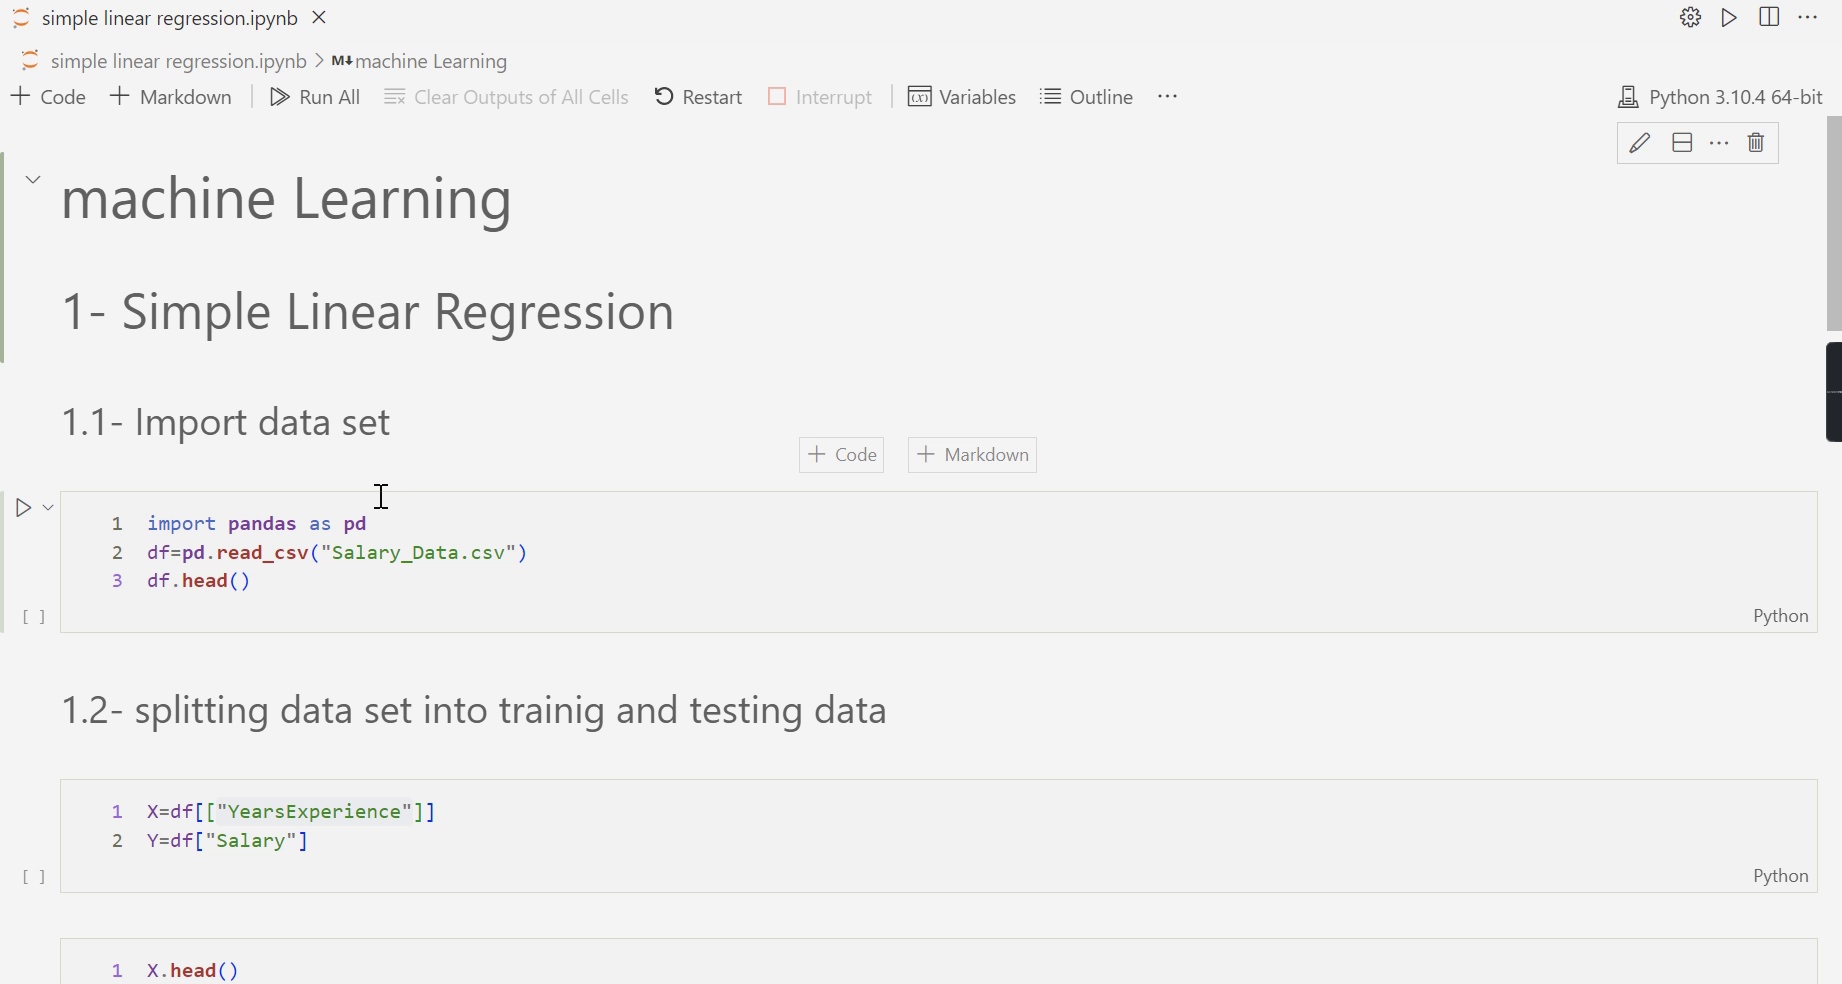 simple linear regression.ipynb
simple linear regression.ipynb > M↓ machine Learning
+ Code + Markdown Run All Clear Outputs of All Cells Restart Interrupt Variables Outline ··· Python 3.10.4 64-bit
machine Learning
1- Simple Linear Regression
1.1- Import data set
+ Code + Markdown
1 import pandas as pd
2 df=pd.read_csv("Salary_Data.csv")
3 df.head()
[ ] Python
1.2- splitting data set into trainig and testing data
1 X=df[["YearsExperience"]]
2 Y=df["Salary"]
[ ] Python
1 X.head()